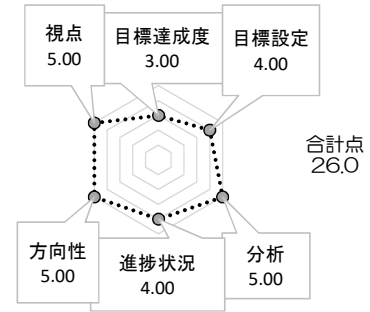 視点
5.00
目標達成度
3.00
目標設定
4.00
合計点
26.0
方向性
5.00
進捗状況
4.00
分析
5.00